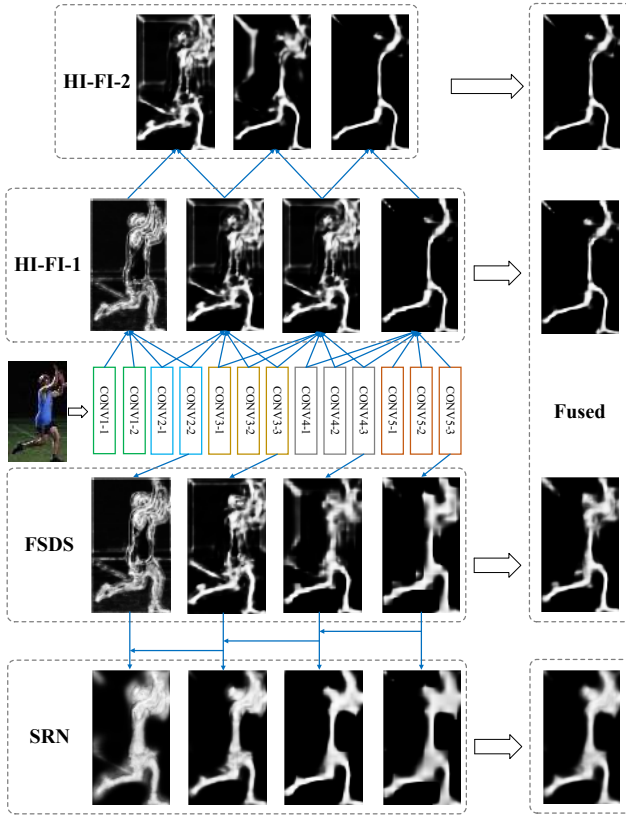 HI-FI-2
HI-FI-1
CONV1-1
CONV1-2
CONV2-1
CONV2-2
CONV3-1
CONV3-2
CONV3-3
CONV4-1
CONV4-2
CONV4-3
CONV5-1
CONV5-2
CONV5-3
Fused
FSDS
SRN